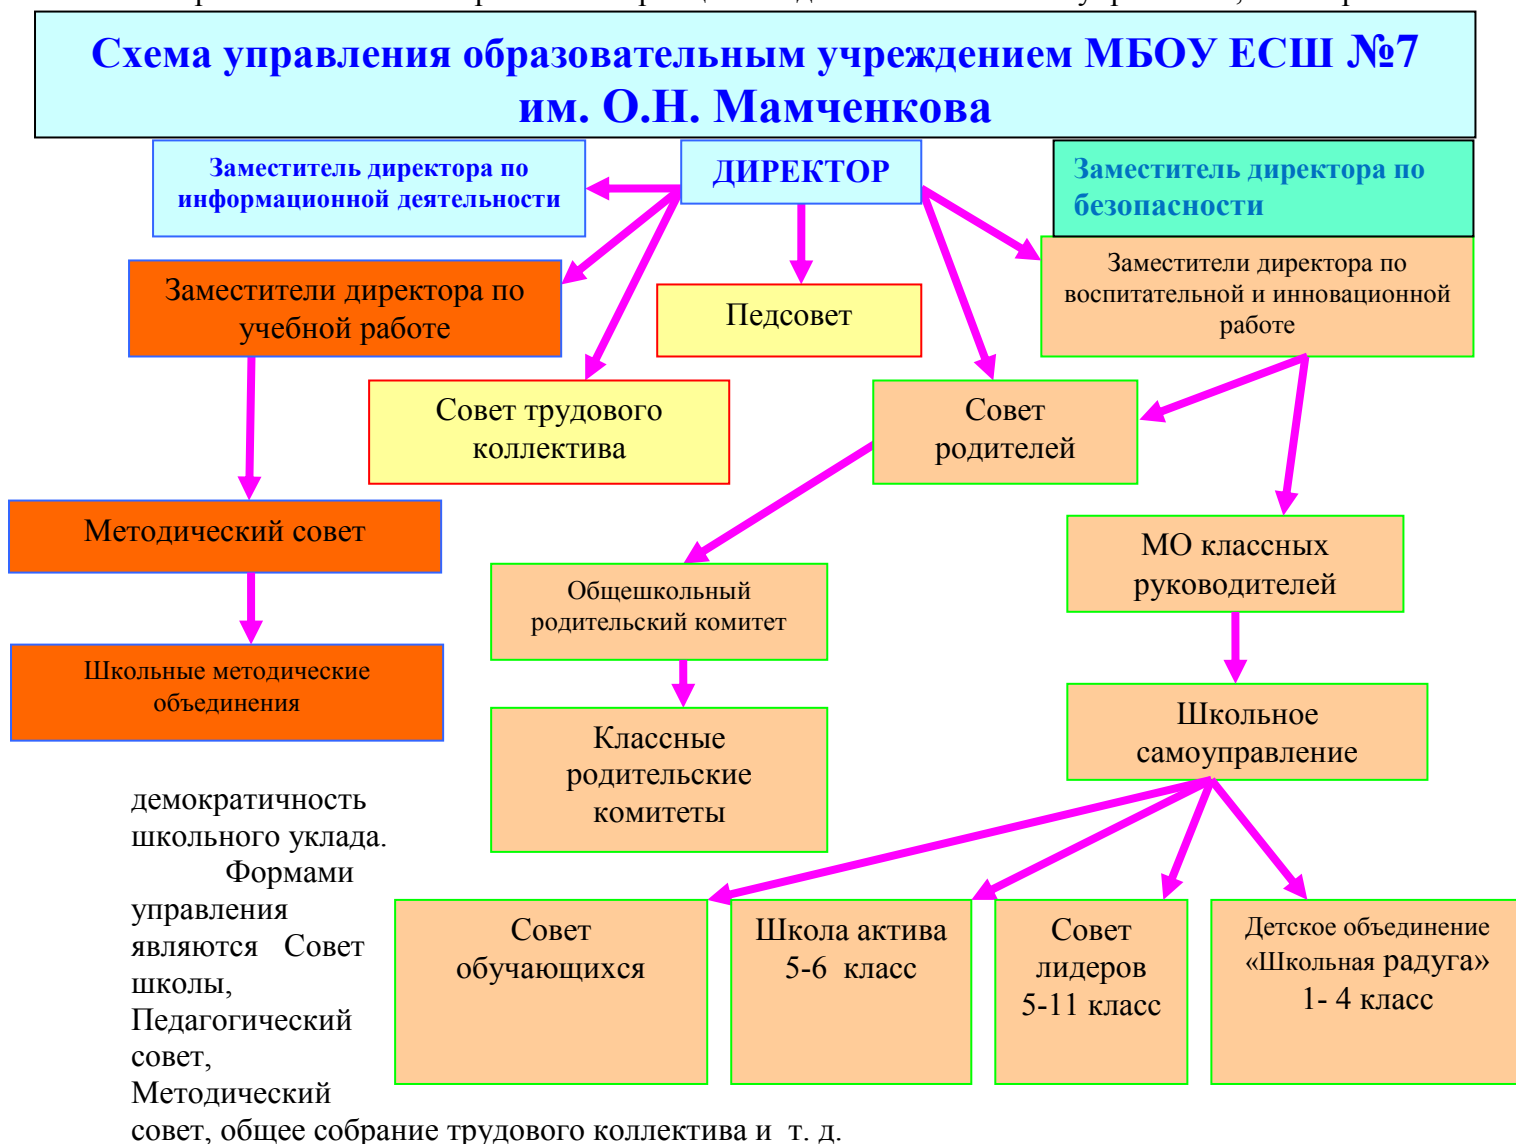 Схема управления образовательным учреждением МБОУ ЕСШ №7
им. О.Н. Мамченкова
Заместитель директора по
информационной деятельности
ДИРЕКТОР
Заместитель директора по
безопасности
Заместители директора по
учебной работе
Педсовет
Заместители директора по
воспитательной и инновационной
работе
Совет трудового
коллектива
Совет
родителей
Методический совет
МО классных
руководителей
Общешкольный
родительский комитет
Школьные методические
объединения
Школьное
самоуправление
Классные
родительские
комитеты
Совет
обучающихся
Школа актива
5-6 класс
Совет
лидеров
5-11 класс
Детское объединение
«Школьная радуга»
1- 4 класс
демократичность
школьного уклада.
Формами
управления
являются Совет
школы,
Педагогический
совет,
Методический
совет, общее собрание трудового коллектива и т. д.